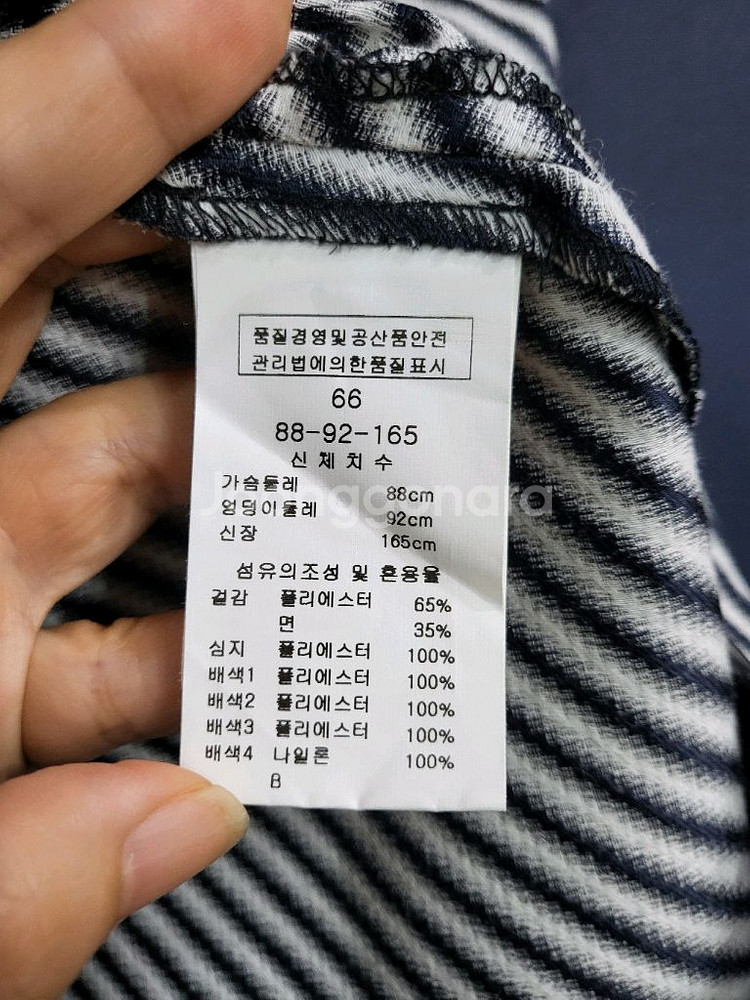 품질경영및공산품안전
관리법에의한품질표시
66
88-92-165
신체치수
가슴둘레 88cm
엉덩이둘레 92cm
신장 165cm
섬유의조성 및 혼용율
겉감 폴리에스터 65%
면 35%
심지 폴리에스터 100%
배색1 폴리에스터 100%
배색2 폴리에스터 100%
배색3 폴리에스터 100%
배색4 나일론 100%
B
Joonggonara